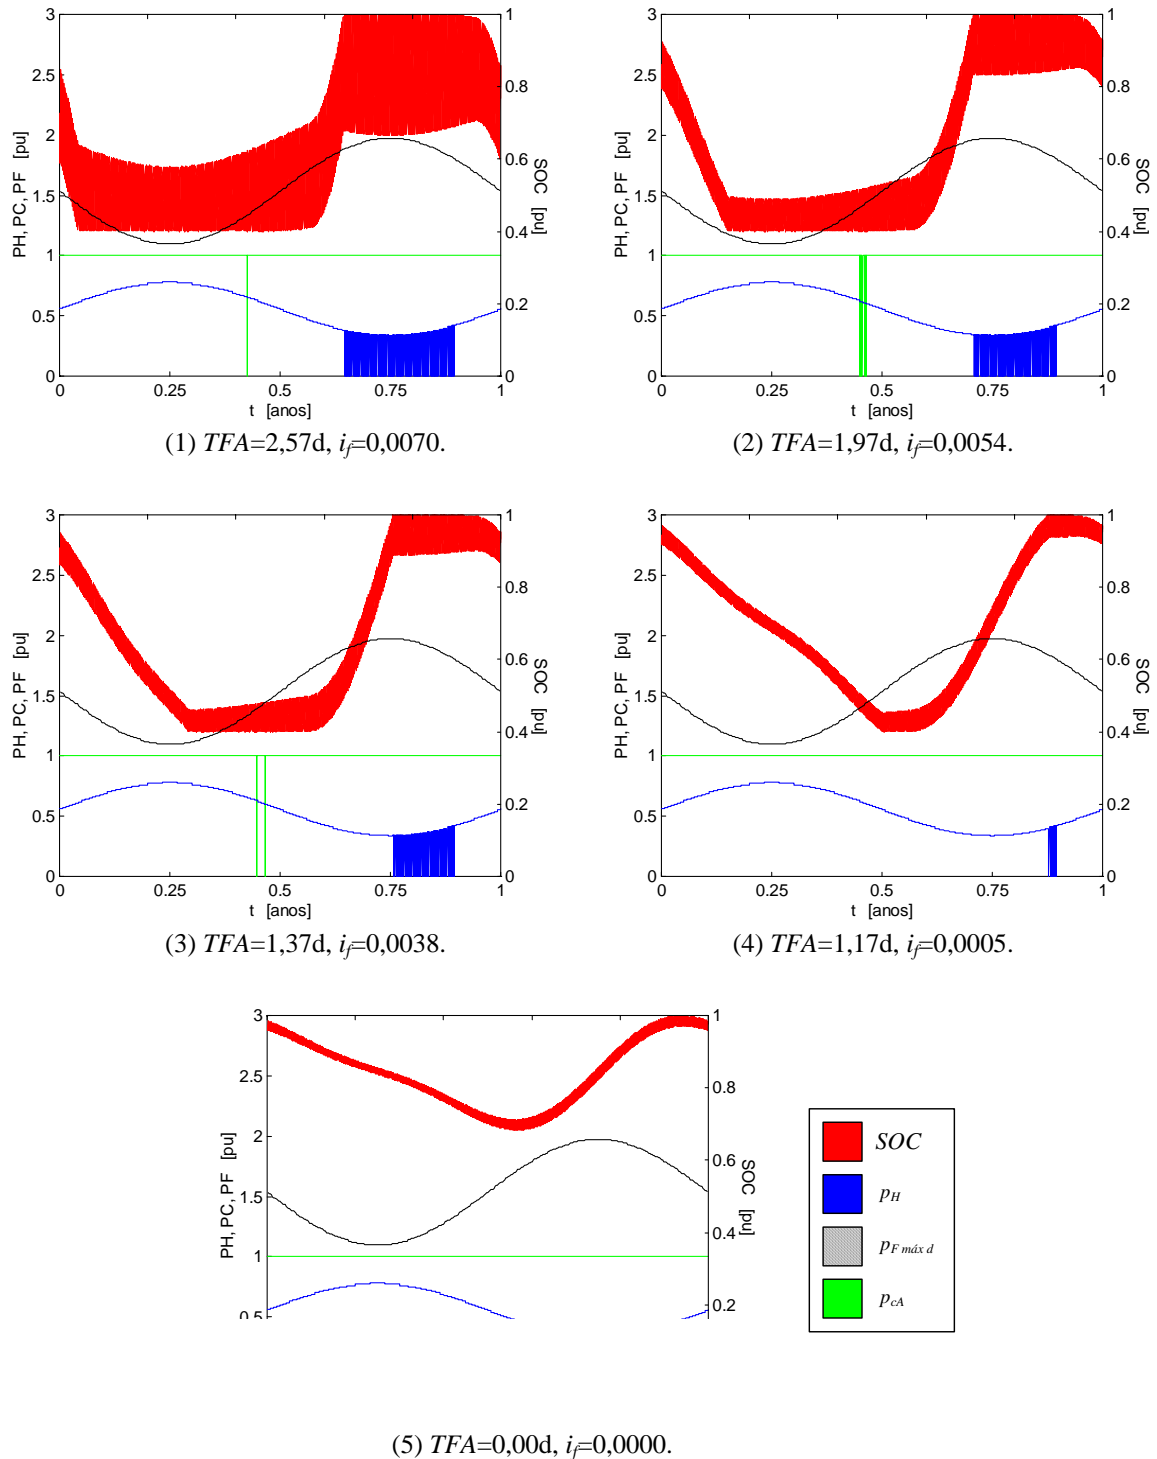 3
2.5
2
1.5
1
0.5
0
PH, PC, PF [pu]
0 0.25 0.5 0.75 1
t [anos]
1
0.8
0.6
0.4
0.2
0
SOC [pu]
(1) TFA=2,57d, if=0,0070.
3
2.5
2
1.5
1
0.5
0
PH, PC, PF [pu]
0 0.25 0.5 0.75 1
t [anos]
1
0.8
0.6
0.4
0.2
0
SOC [pu]
(2) TFA=1,97d, if=0,0054.
3
2.5
2
1.5
1
0.5
0
PH, PC, PF [pu]
0 0.25 0.5 0.75 1
t [anos]
1
0.8
0.6
0.4
0.2
0
SOC [pu]
(3) TFA=1,37d, if=0,0038.
3
2.5
2
1.5
1
0.5
0
PH, PC, PF [pu]
0 0.25 0.5 0.75 1
t [anos]
1
0.8
0.6
0.4
0.2
0
SOC [pu]
(4) TFA=1,17d, if=0,0005.
3
2.5
2
1.5
1
0.5
PH, PC, PF [pu]
1
0.8
0.6
0.4
0.2
SOC [pu]
SOC
pH
pF máx d
pcA
(5) TFA=0,00d, if=0,0000.